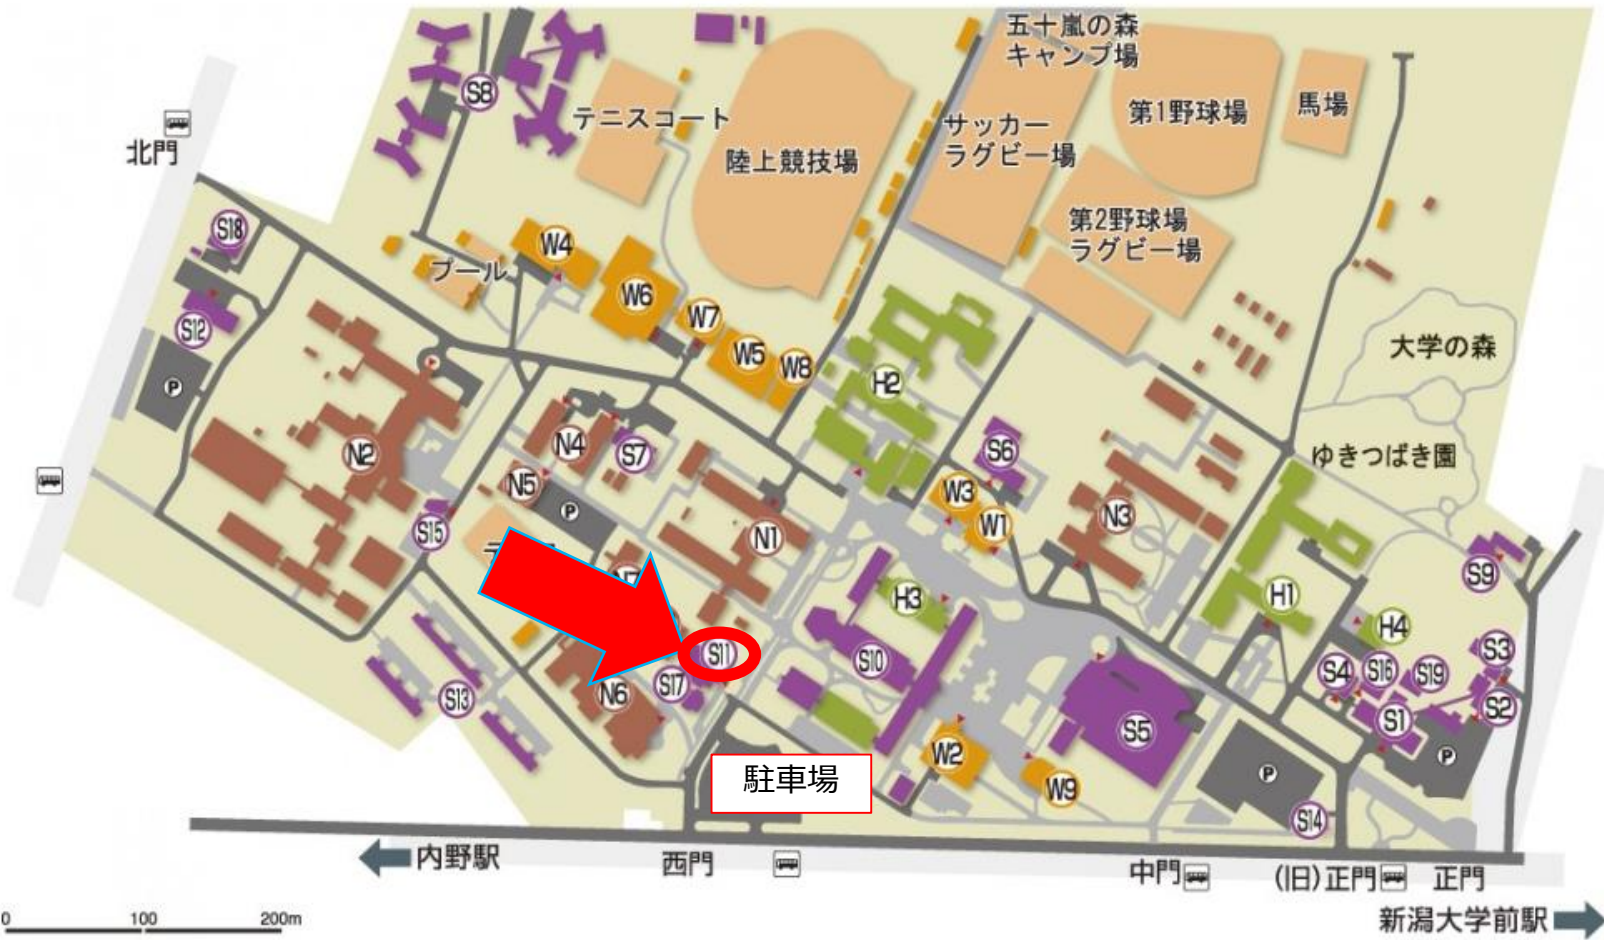 五十嵐の森
キャンプ場
S8
テニスコート
陸上競技場
サッカー
ラグビー場
第1野球場
馬場
北門
S18
W4
プール
W6
第2野球場
ラグビー場
S12
W7
W5
W8
大学の森
P
H2
N2
N4
S7
S6
ゆきつばき園
N5
W3
P
W1
N3
S15
N1
S9
H3
H1
H4
S11
S10
S3
S4
S16
S19
S13
N6
S17
S1
S2
S5
W2
P
P
駐車場
W9
S14
内野駅
西門
中門
(旧)正門
正門
0 100 200m
新潟大学前駅